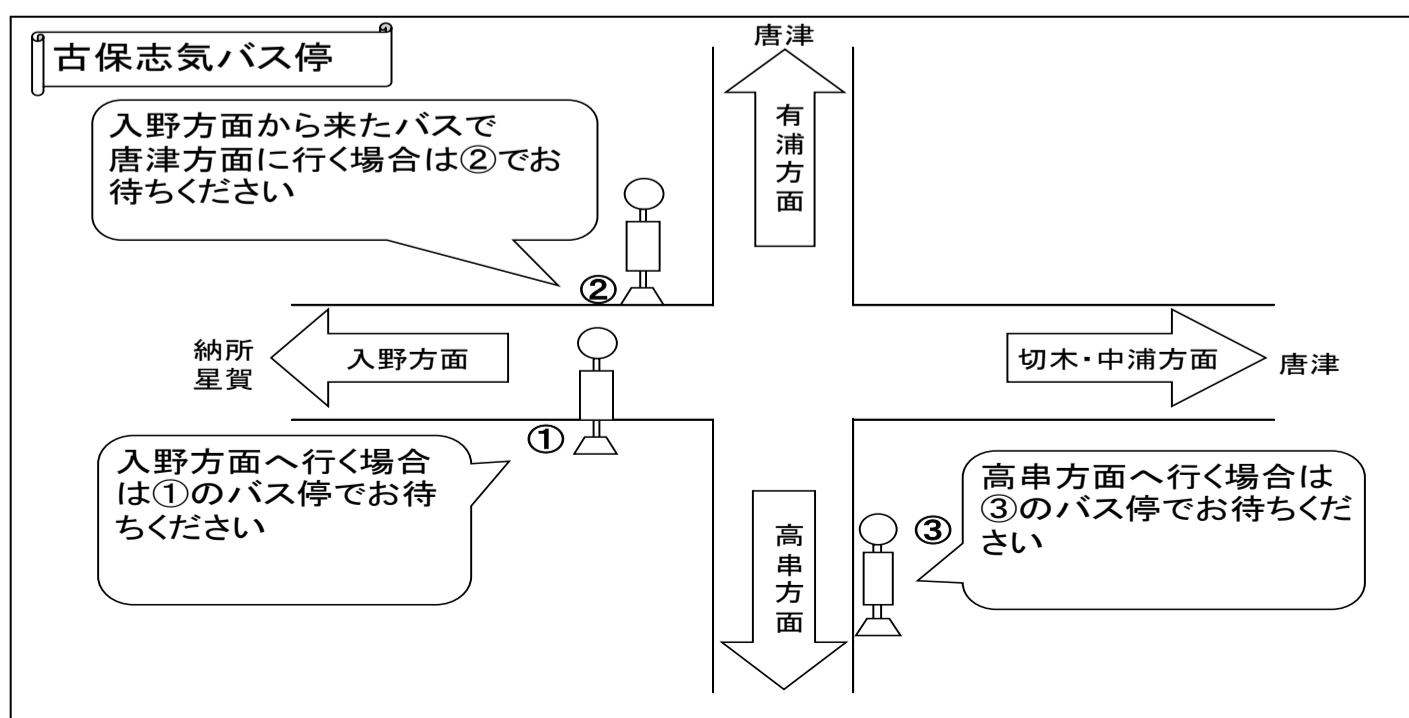 古保志気バス停
唐津
有浦方面
入野方面から来たバスで
唐津方面に行く場合は②でお
待ちください
②
納所
星賀
入野方面
切木・中浦方面
唐津
①
入野方面へ行く場合
は①のバス停でお待
ちください
高串方面
③
高串方面へ行く場合は
③のバス停でお待ちくだ
さい